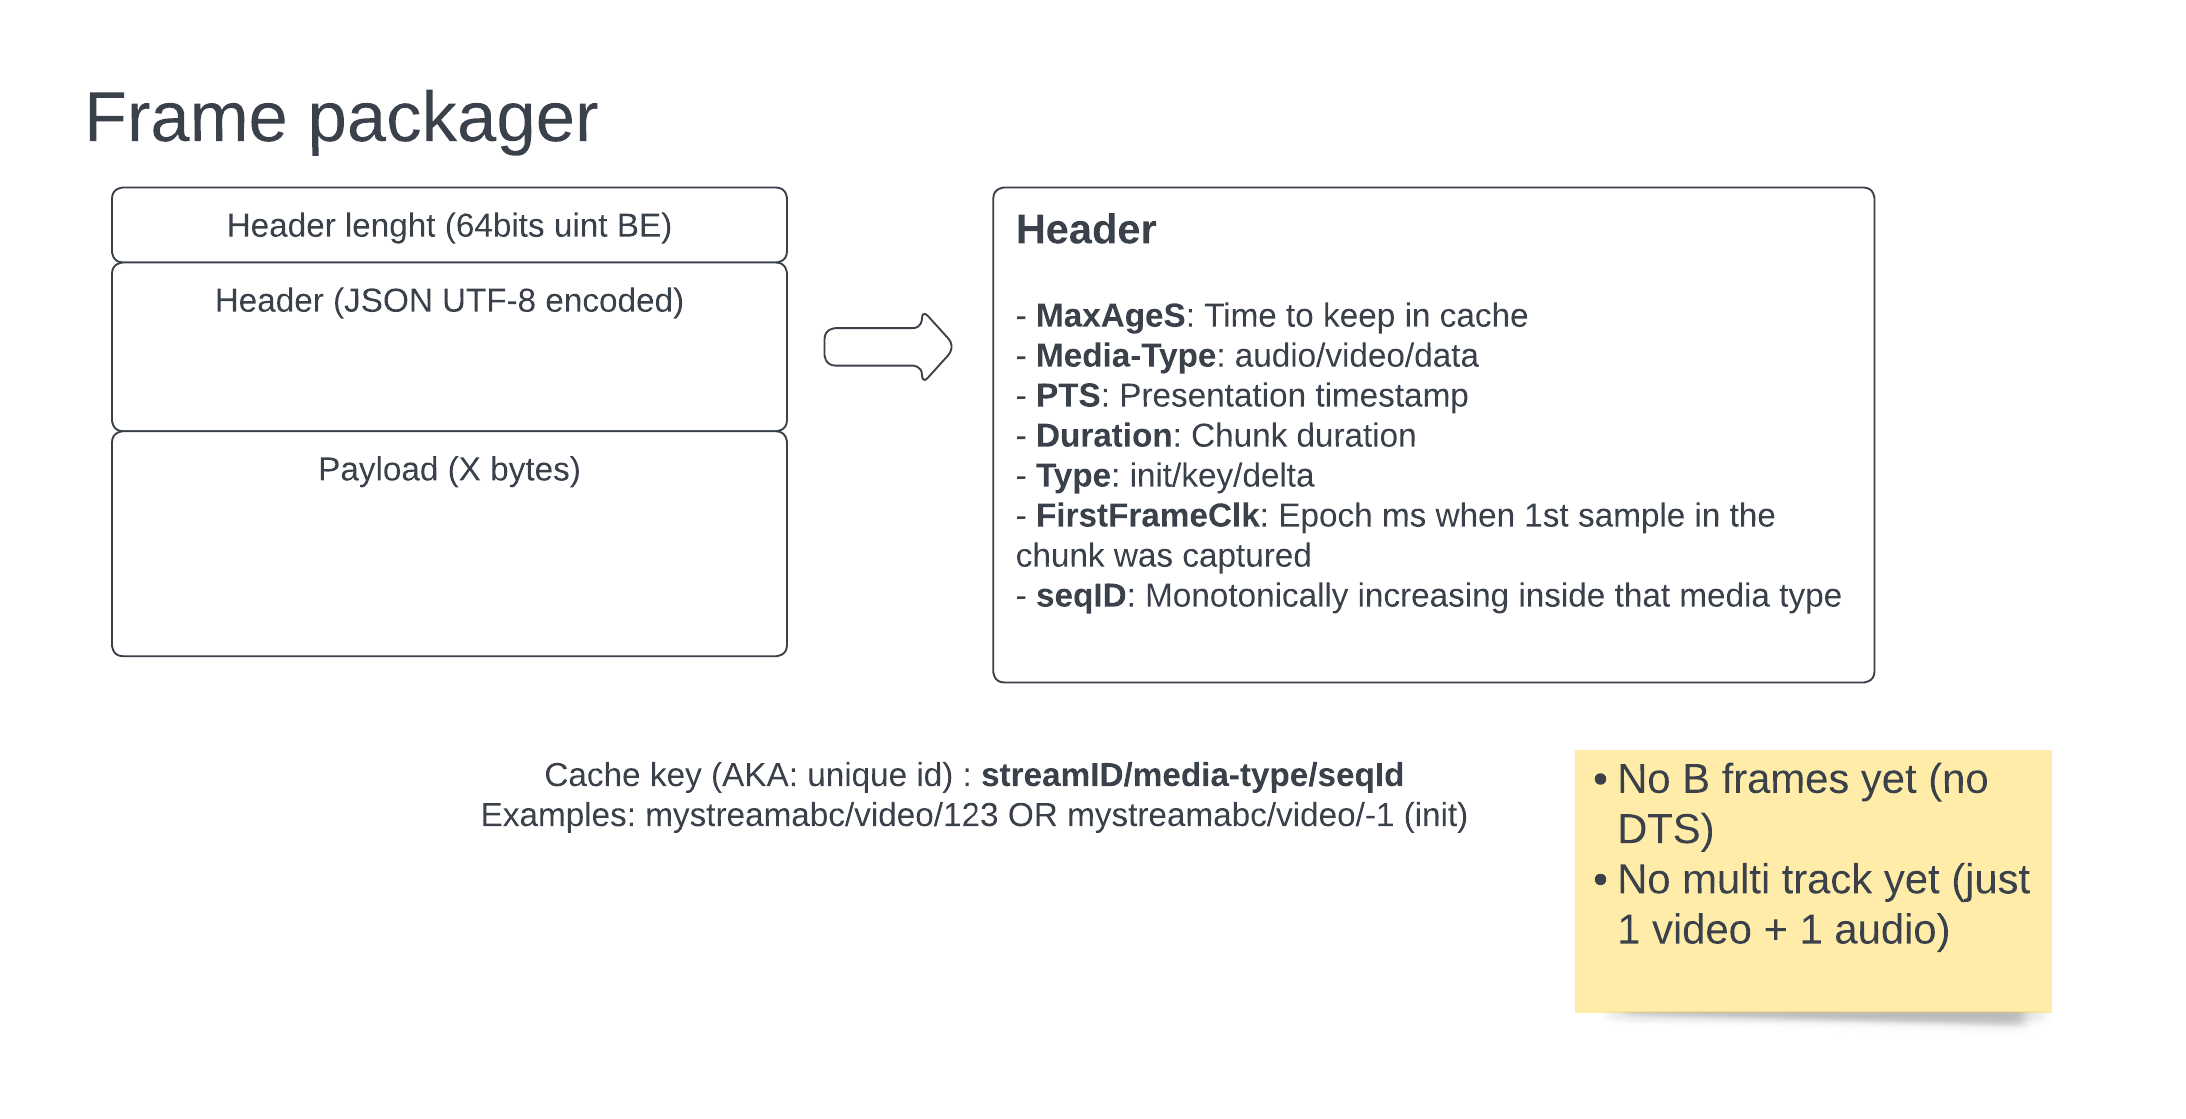 Frame packager
Header lenght (64bits uint BE)
Header (JSON UTF-8 encoded)
Payload (X bytes)
Header
- MaxAgeS: Time to keep in cache
- Media-Type: audio/video/data
- PTS: Presentation timestamp
- Duration: Chunk duration
- Type: init/key/delta
- FirstFrameClk: Epoch ms when 1st sample in the
chunk was captured
- seqID: Monotonically increasing inside that media type
Cache key (AKA: unique id) : streamID/media-type/seqId
Examples: mystreamabc/video/123 OR mystreamabc/video/-1 (init)
• No B frames yet (no
DTS)
• No multi track yet (just
1 video + 1 audio)